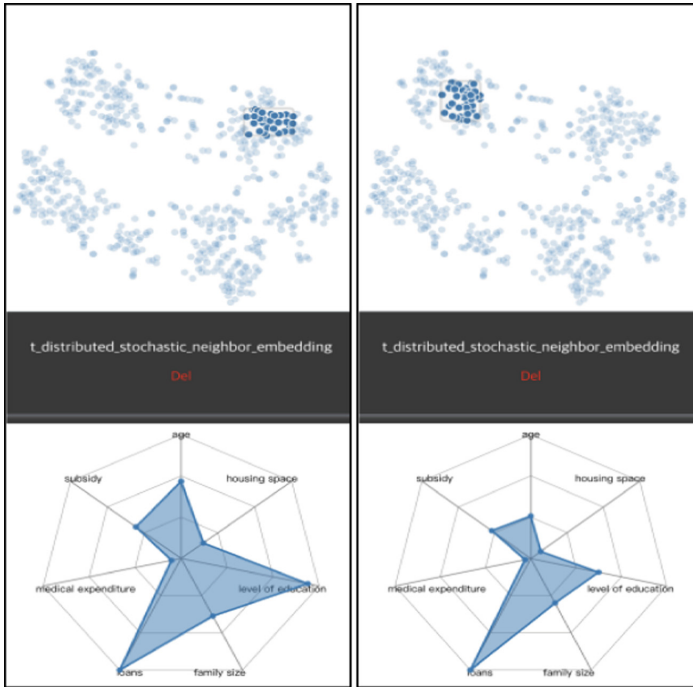 t_distributed_stochastic_neighbor_embedding
Del
age
subsidy
housing space
medical expenditure
level of education
loans
family size
t_distributed_stochastic_neighbor_embedding
Del
age
subsidy
housing space
medical expenditure
level of education
loans
family size